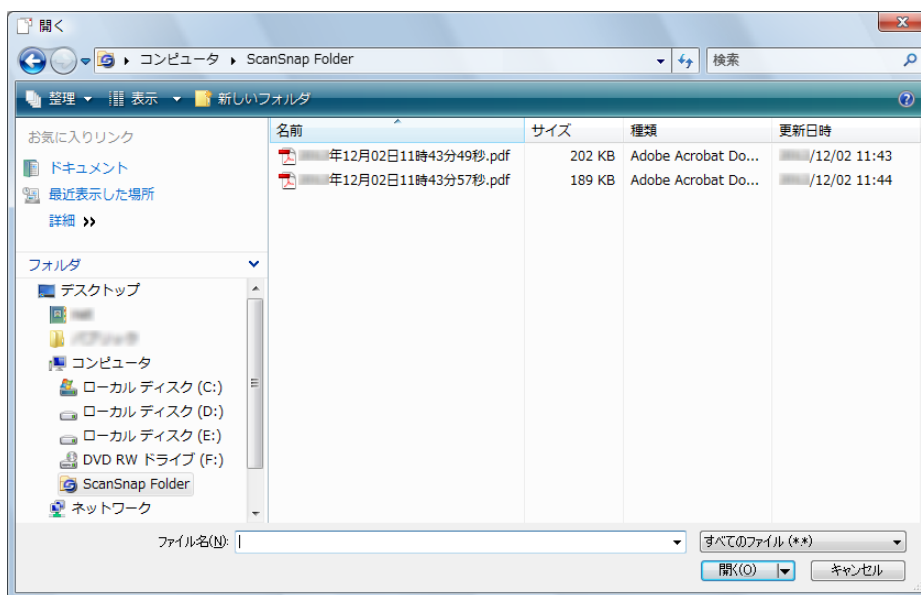 開く
コンピュータ ScanSnap Folder 検索
整理 表示 新しいフォルダ
お気に入りリンク
ドキュメント
最近表示した場所
詳細 >>
フォルダ
デスクトップ
コンピュータ
ローカル ディスク (C:)
ローカル ディスク (D:)
ローカル ディスク (E:)
DVD RW ドライブ (F:)
ScanSnap Folder
ネットワーク
名前 サイズ 種類 更新日時
年12月02日11時43分49秒.pdf 202 KB Adobe Acrobat Do... /12/02 11:43
年12月02日11時43分57秒.pdf 189 KB Adobe Acrobat Do... /12/02 11:44
ファイル名(N): すべてのファイル (*.*)
開く(O) キャンセル